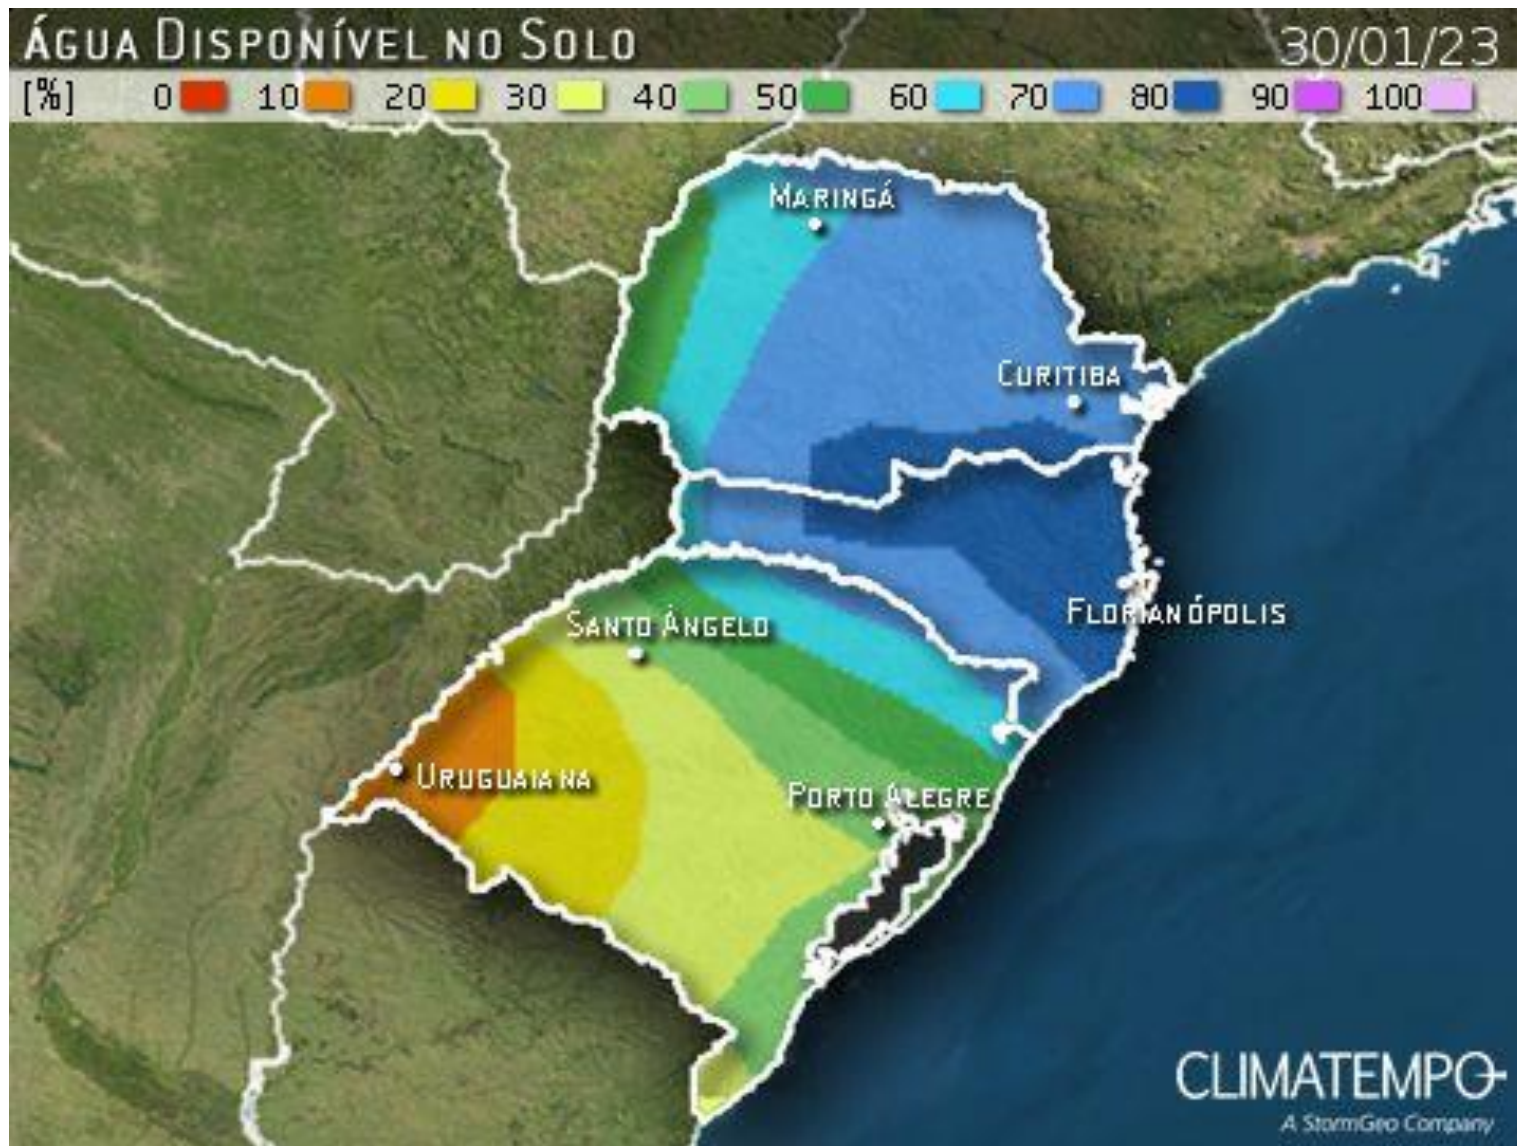 ÁGUA DISPONÍVEL NO SOLO 30/01/23
[%] 0 10 20 30 40 50 60 70 80 90 100
MARINGÁ
CURITIBA
FLORIANÓPOLIS
SANTO ÂNGELO
URUGUAIANA
PORTO ALEGRE
CLIMATEMPO
A StormGeo Company